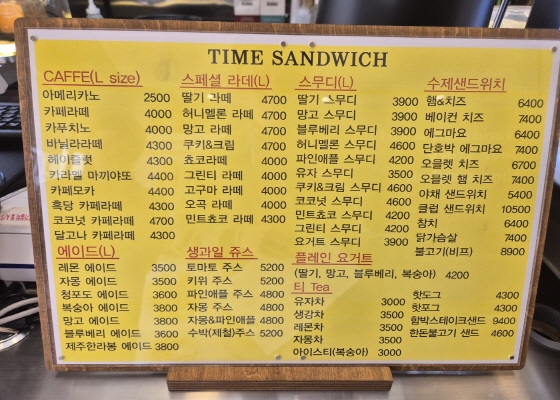 TIME SANDWICH
CAFFE(L size)
아메리카노 2500
카페라떼 4000
카푸치노 4000
바닐라라떼 4300
헤이즐럿 4300
카라멜 마끼야또 4400
카페모카 4400
흑당 카페라떼 4300
코코넛 카페라떼 4700
달고나 카페라떼 4300
스페셜 라데(L)
딸기 라떼 4700
허니멜론 라떼 4700
망고 라떼 4700
쿠키&크림 4700
쵸코라떼 4000
그린티 라떼 4000
고구마 라떼 4000
오곡 라떼 4000
민트쵸코 라떼 4300
스무디(L)
딸기 스무디 3900
망고 스무디 3900
블루베리 스무디 3900
허니멜론 스무디 4600
파인애플 스무디 4200
유자 스무디 3500
쿠키&크림 스무디 4600
코코넛 스무디 4600
민트쵸코 스무디 4200
그린티 스무디 4200
요거트 스무디 3900
수제샌드위치
햄&치즈 6400
베이컨 치즈 7400
에그마요 6400
단호박 에그마요 7400
오믈렛 치즈 6700
오믈렛 햄 치즈 7400
야채 샌드위치 5400
클럽 샌드위치 10500
참치 6400
닭가슴살 7400
불고기(비프) 8900
에이드(L)
레몬 에이드 3500
자몽 에이드 3500
청포도 에이드 3600
복숭아 에이드 3800
망고 에이드 3800
블루베리 에이드 3600
제주한라봉 에이드 3800
생과일 쥬스
토마토 주스 5200
키위 주스 5200
파인애플 주스 4800
자몽 주스 4800
자몽&파인애플 4800
수박(제철)주스 5200
플레인 요거트
(딸기, 망고, 블루베리, 복숭아) 4200
티 Tea
유자차 3000
생강차 3500
레몬차 3500
자몽차 3500
아이스티(복숭아) 3000
핫도그 4300
핫포그 4300
함박스테이크샌드 9400
한돈불고기 샌드 4600